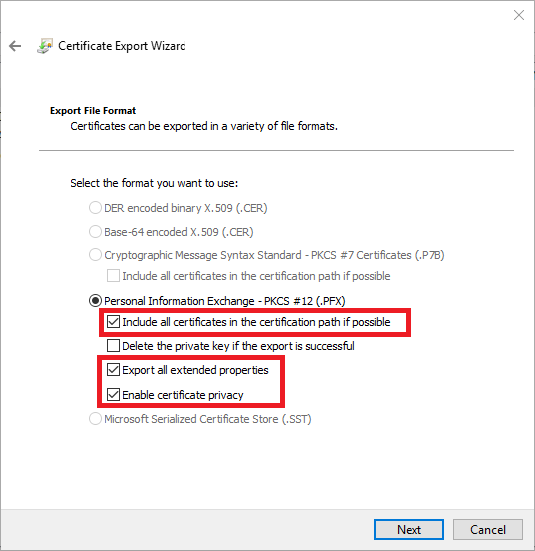 Certificate Export Wizard
Export File Format
Certificates can be exported in a variety of file formats.
Select the format you want to use:
DER encoded binary X.509 (.CER)
Base-64 encoded X.509 (.CER)
Cryptographic Message Syntax Standard - PKCS #7 Certificates (.P7B)
Include all certificates in the certification path if possible
Personal Information Exchange - PKCS #12 (.PFX)
Include all certificates in the certification path if possible
Delete the private key if the export is successful
Export all extended properties
Enable certificate privacy
Microsoft Serialized Certificate Store (.SST)
Next Cancel